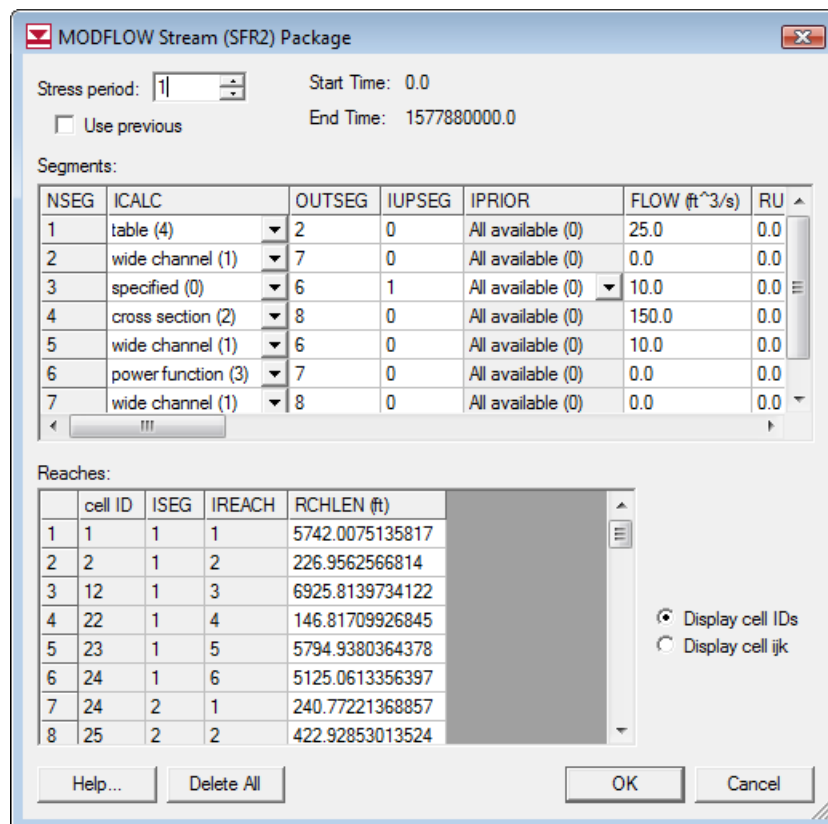 MODFLOW Stream (SFR2) Package
Stress period: 1 Start Time: 0.0
Use previous End Time: 1577880000.0
Segments:
NSEG ICALC OUTSEG IUPSEG IPRIOR FLOW (ft^3/s) RU
1 table (4) 2 0 All available (0) 25.0 0.0
2 wide channel (1) 7 0 All available (0) 0.0 0.0
3 specified (0) 6 1 All available (0) 10.0 0.0
4 cross section (2) 8 0 All available (0) 150.0 0.0
5 wide channel (1) 6 0 All available (0) 10.0 0.0
6 power function (3) 7 0 All available (0) 0.0 0.0
7 wide channel (1) 8 0 All available (0) 0.0 0.0
Reaches:
cell ID ISEG IREACH RCHLEN (ft)
1 1 1 1 5742.0075135817
2 2 1 2 226.9562566814
3 12 1 3 6925.8139734122
4 22 1 4 146.81709926845
5 23 1 5 5794.9380364378
6 24 1 6 5125.0613356397
7 24 2 1 240.77221368857
8 25 2 2 422.92853013524
Display cell IDs
Display cell ijk
Help... Delete All OK Cancel